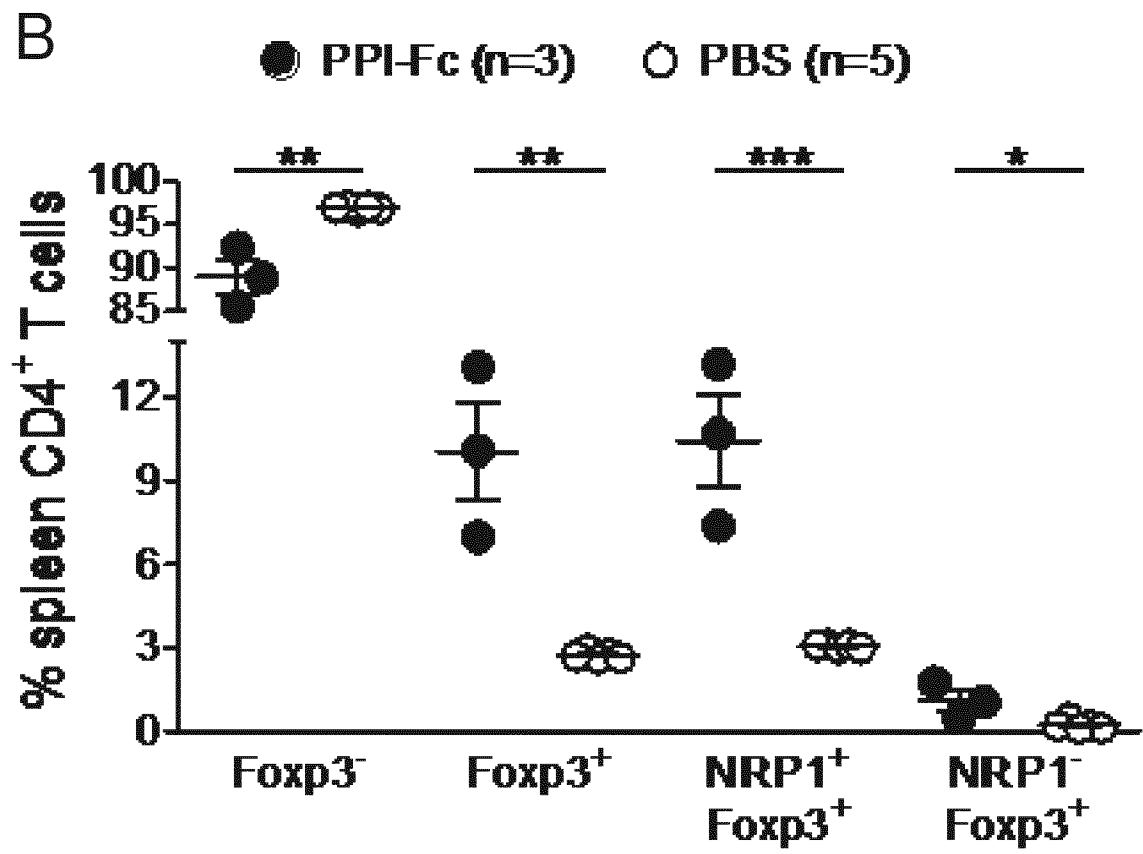 B
PPI-Fc (n=3) PBS (n=5)
** ** *** *
100
95
90
85
12
9
6
3
0
% spleen CD4⁺ T cells
Foxp3⁻ Foxp3⁺ NRP1⁺ NRP1⁻
Foxp3⁺ Foxp3⁺